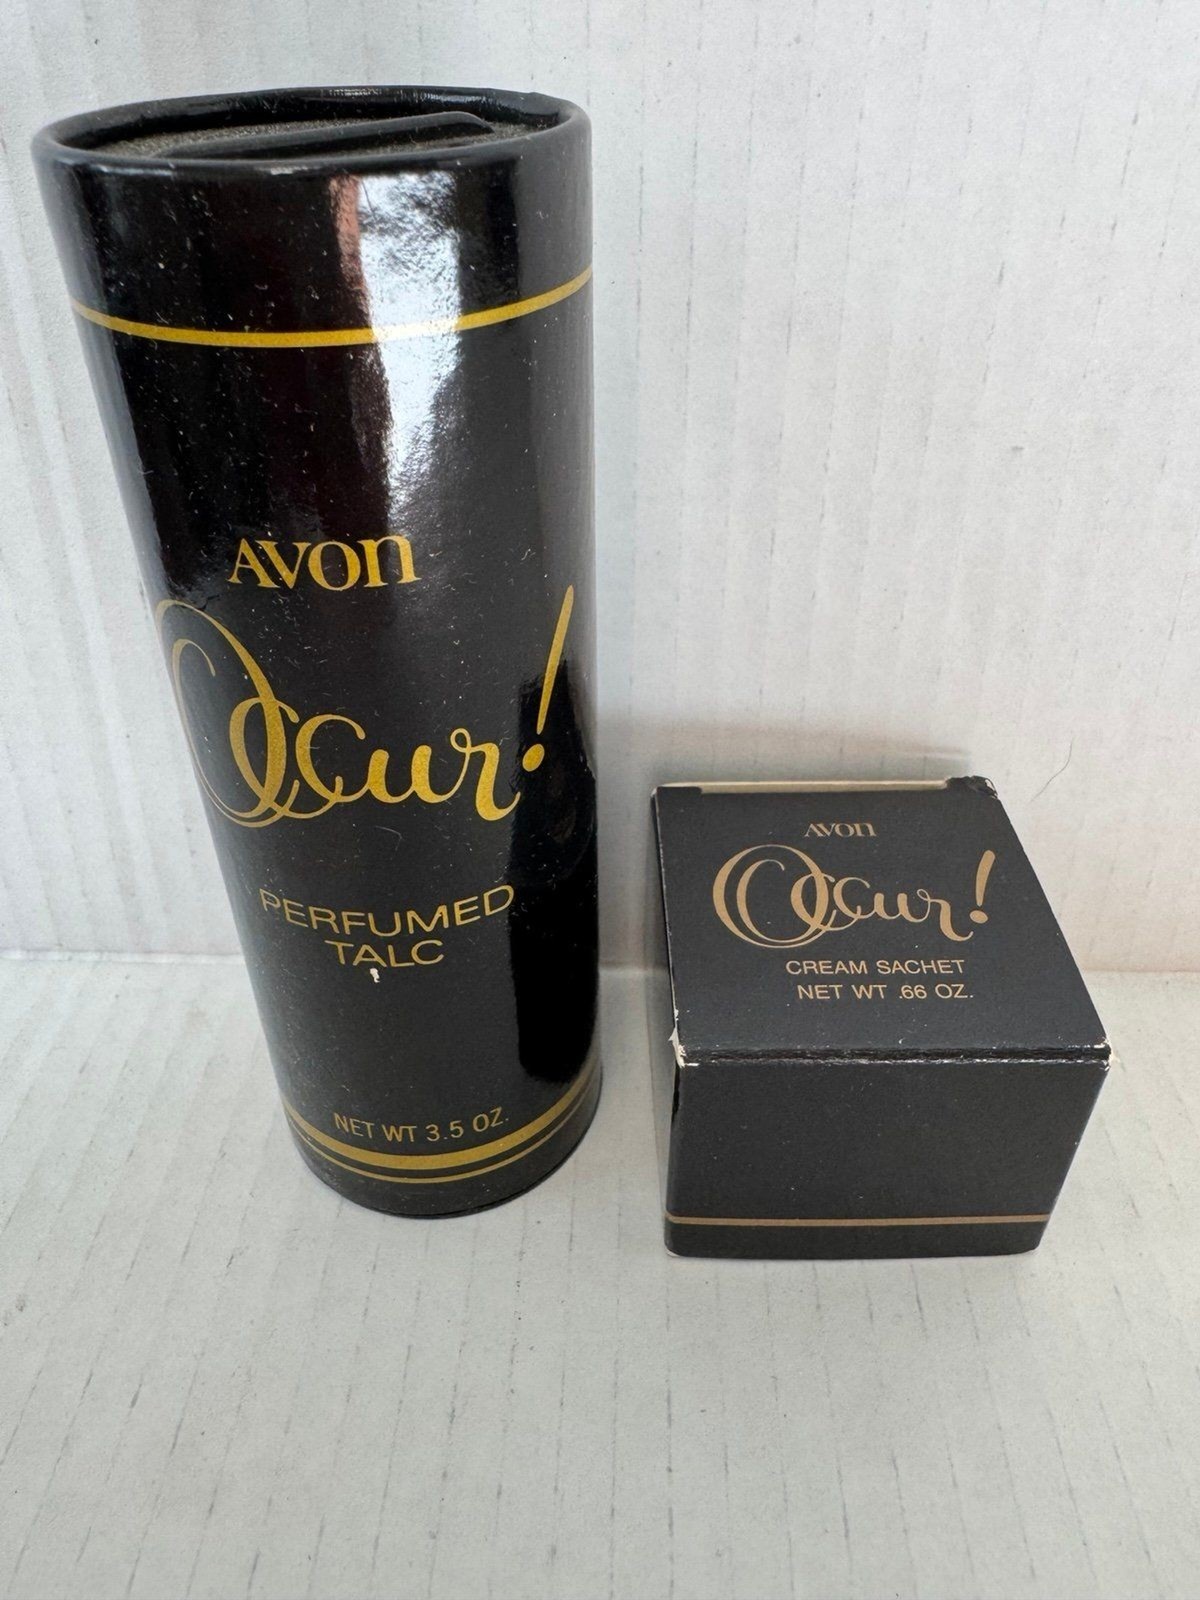 AVON
Occur!
PERFUMED
TALC
NET WT 3.5 OZ.
AVON
Occur!
CREAM SACHET
NET WT .66 OZ.